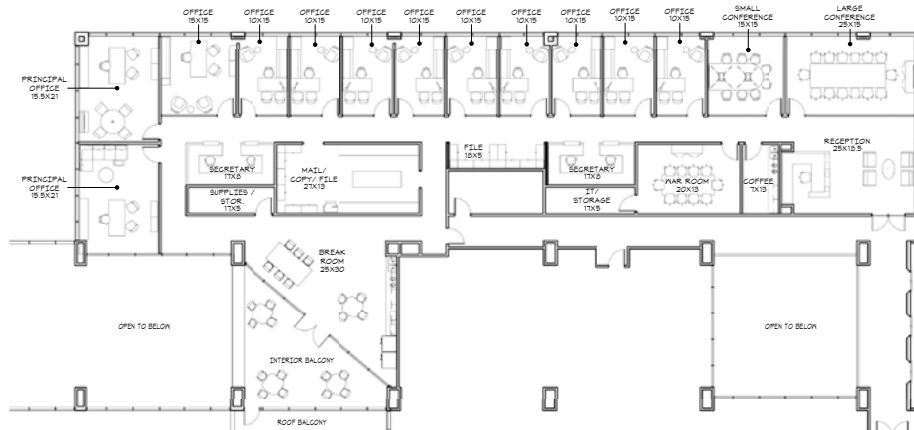 OFFICE
15X15
OFFICE
10X15
OFFICE
10X15
OFFICE
10X15
OFFICE
10X15
OFFICE
10X15
OFFICE
10X15
OFFICE
10X15
OFFICE
10X15
OFFICE
10X15
SMALL
CONFERENCE
15X15
LARGE
CONFERENCE
25X15
PRINCIPAL
OFFICE
15.5X21
PRINCIPAL
OFFICE
15.5X21
SECRETARY
17X8
SUPPLIES /
STOR.
17X5
MAIL/
COPY/ FILE
27X13
FILE
18X5
SECRETARY
17X8
IT/
STORAGE
17X5
WAR ROOM
20X13
COFFEE
7X13
RECEPTION
25X18.5
BREAK
ROOM
25X30
OPEN TO BELOW
INTERIOR BALCONY
ROOF BALCONY
OPEN TO BELOW